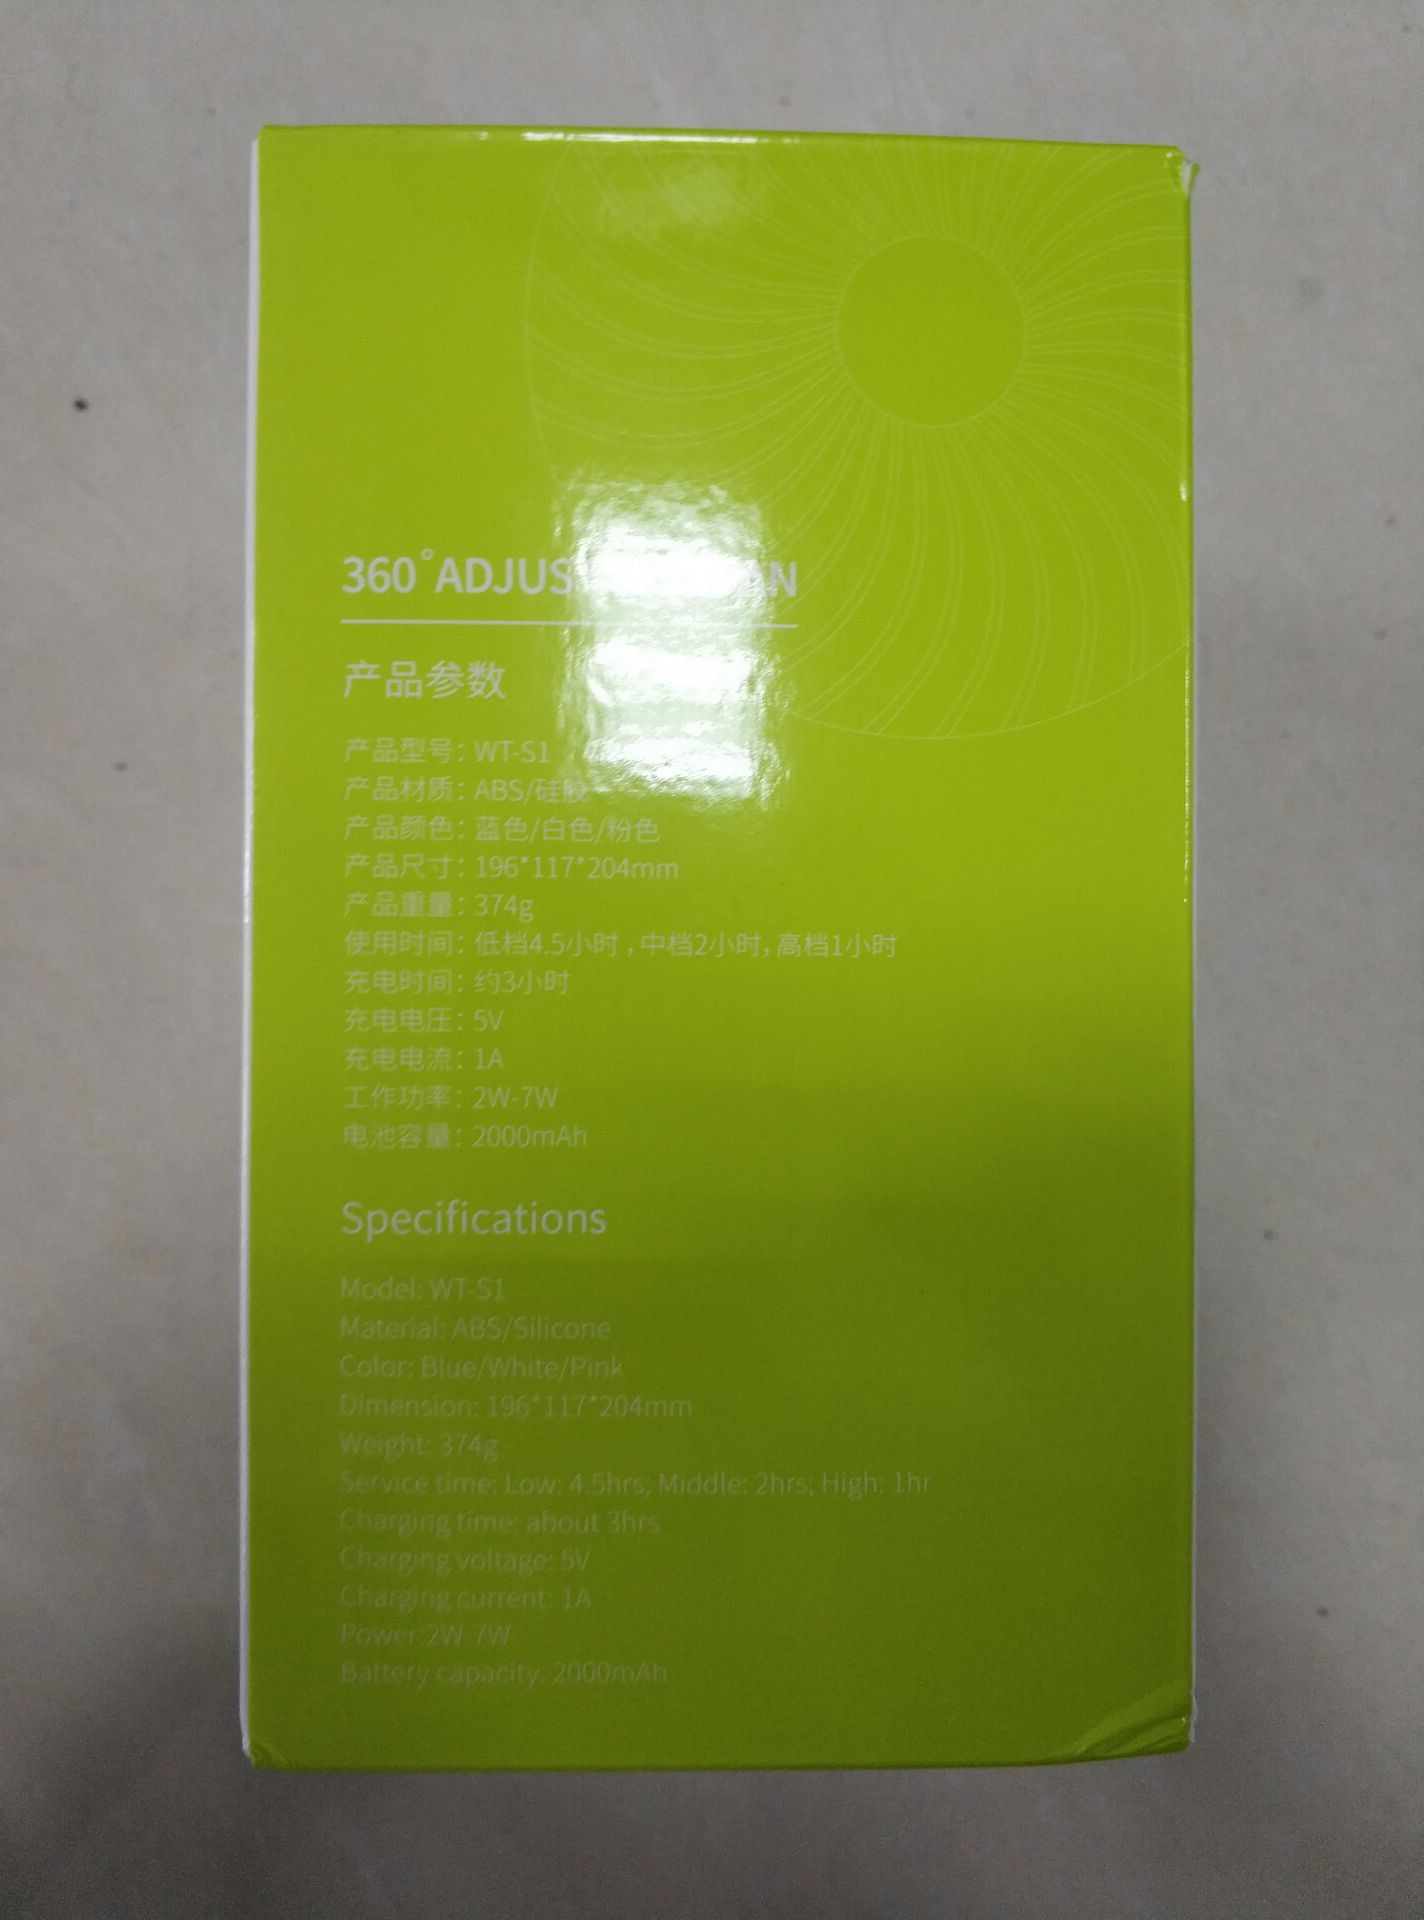 360°
产品参数
产品型号：WT-S1
产品材质：ABS/硅胶
产品颜色：蓝色/白色/粉色
产品尺寸：196*117*204mm
产品重量：374g
使用时间：低档4.5小时，中档2小时，高档1小时
充电时间：约3小时
充电电压：5V
充电电流：1A
工作功率：2W-7W
电池容量：2000mAh
Specifications
Model: WT-S1
Material: ABS/Silicone
Color: Blue/White/Pink
Dimension: 196*117*204mm
Weight: 374g
Service time: Low: 4.5hrs; Middle: 2hrs; High: 1hr
Charging time: about 3hrs
Charging voltage: 5V
Charging current: 1A
Power:2W-7W
Battery capacity: 2000mAh